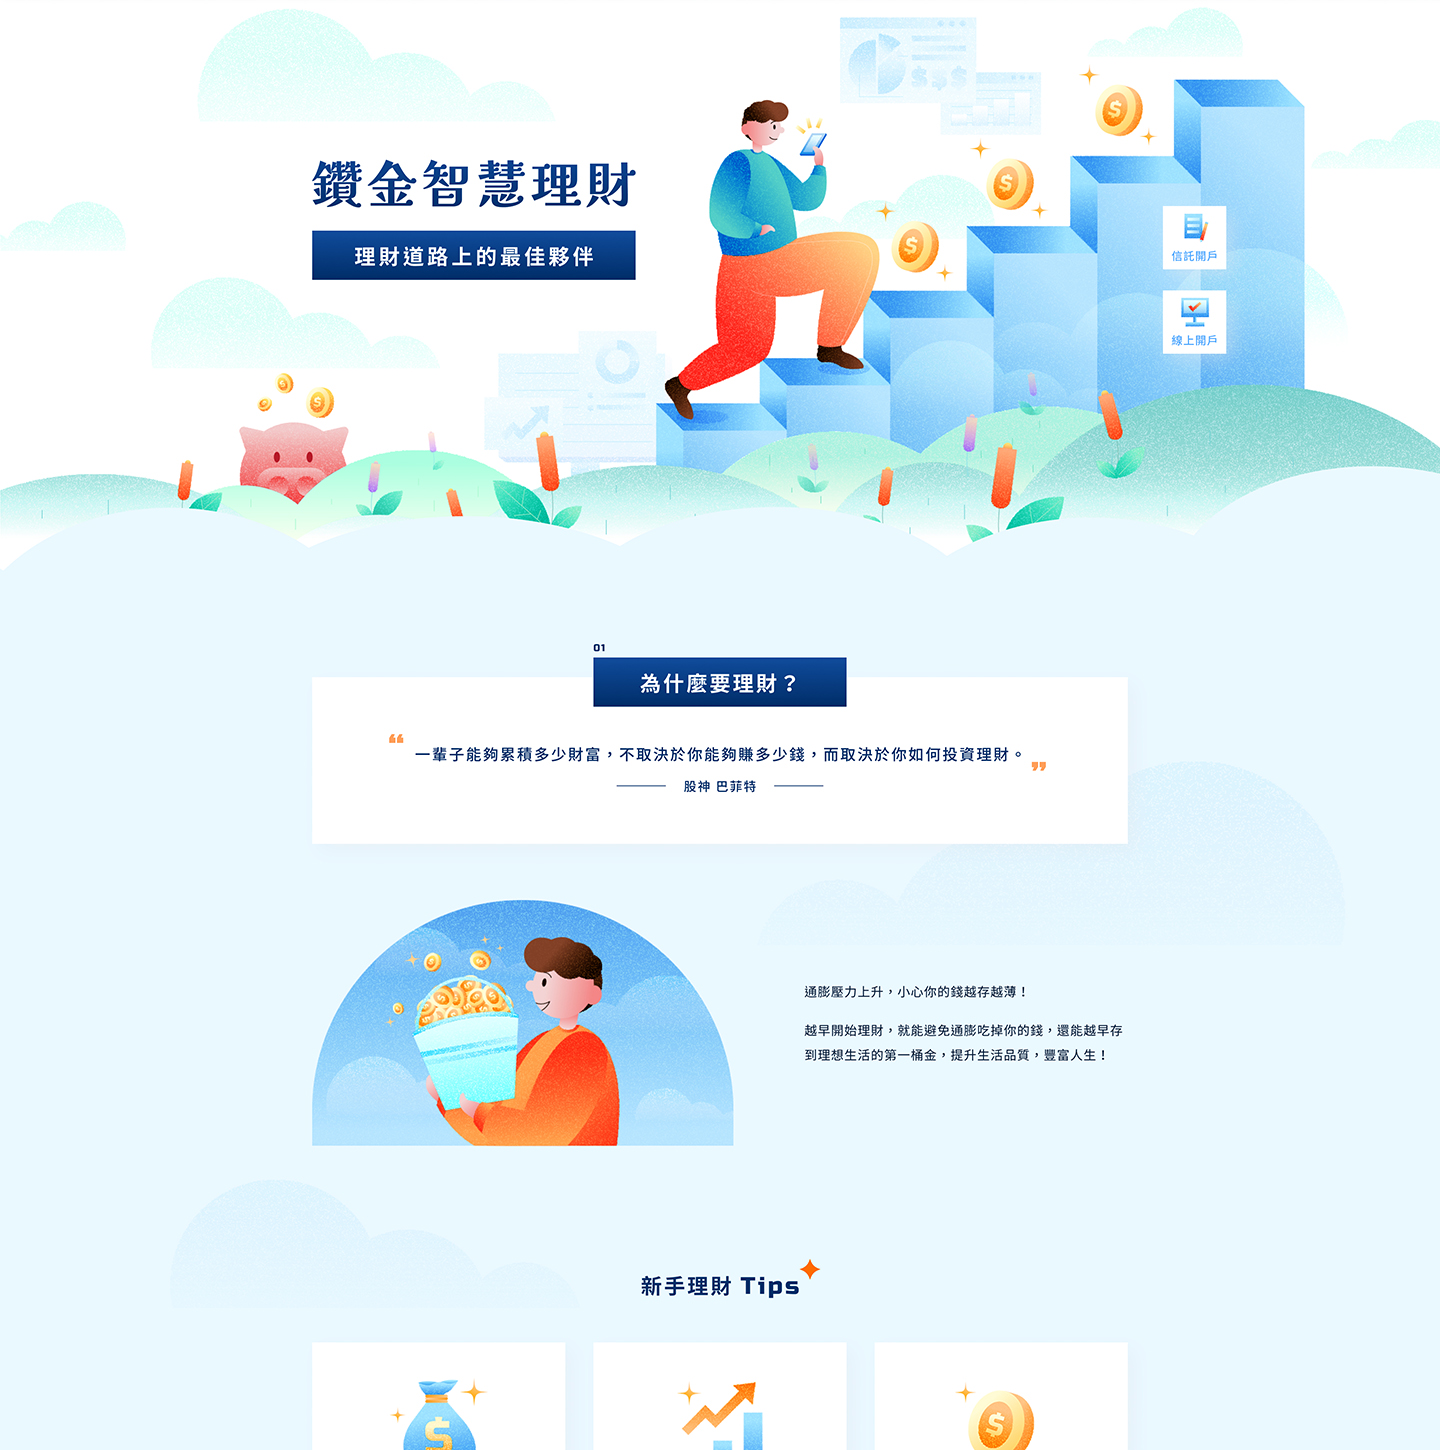 鑽金智慧理財
理財道路上的最佳夥伴
信託開戶
線上開戶
01
為什麼要理財？
“一輩子能夠累積多少財富，不取決於你能夠賺多少錢，而取決於你如何投資理財。”
股神 巴菲特
通膨壓力上升，小心你的錢越存越薄！
越早開始理財，就能避免通膨吃掉你的錢，還能越早存
到理想生活的第一桶金，提升生活品質，豐富人生！
新手理財 Tips